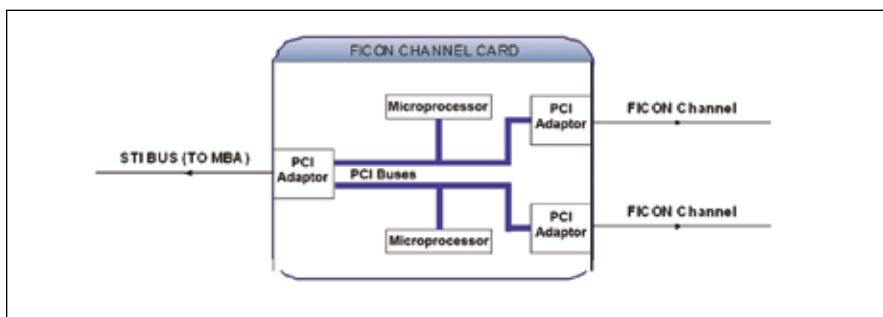 FICON CHANNEL CARD
Microprocessor
PCI
Adaptor
FICON Channel
STI BUS (TO MBA)
PCI
Adaptor
PCI Buses
FICON Channel
PCI
Adaptor
Microprocessor